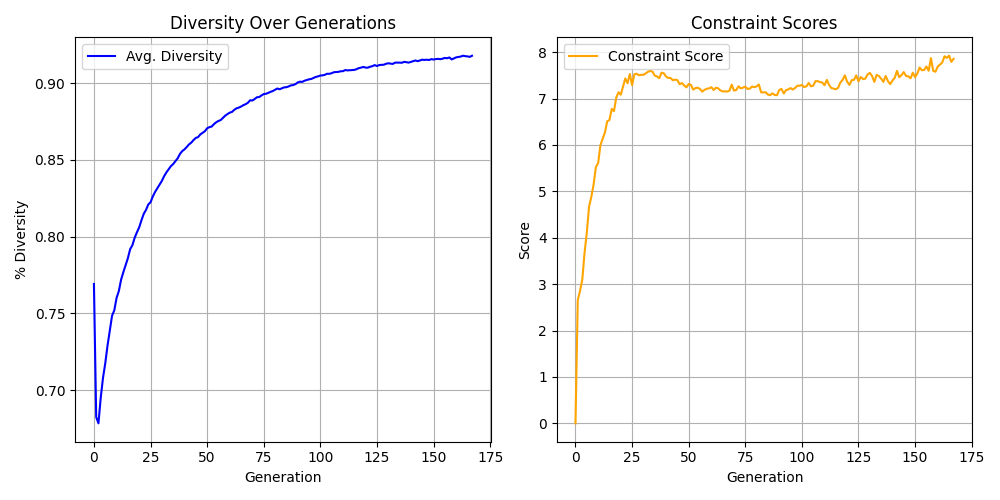 Diversity Over Generations
Avg. Diversity
% Diversity
0.90
0.85
0.80
0.75
0.70
0 25 50 75 100 125 150 175
Generation
Constraint Scores
Constraint Score
Score
8
7
6
5
4
3
2
1
0
0 25 50 75 100 125 150 175
Generation